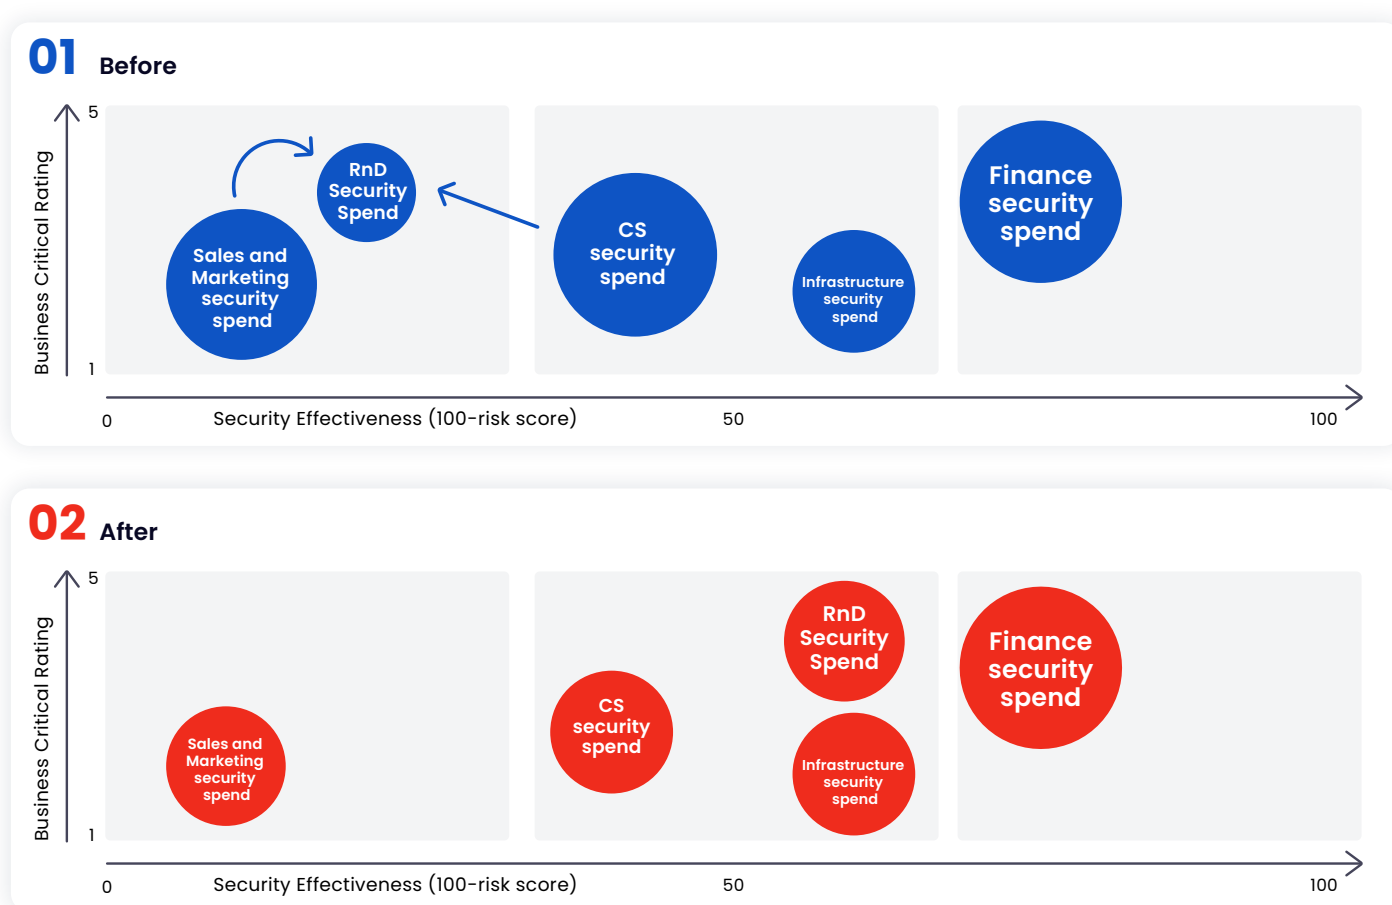 01 Before
5
Business Critical Rating
1
RnD
Security
Spend
Sales and
Marketing
security
spend
CS
security
spend
Infrastructure
security
spend
Finance
security
spend
0
Security Effectiveness (100-risk score)
50
100
02 After
5
Business Critical Rating
1
Sales and
Marketing
security
spend
CS
security
spend
RnD
Security
Spend
Infrastructure
security
spend
Finance
security
spend
0
Security Effectiveness (100-risk score)
50
100